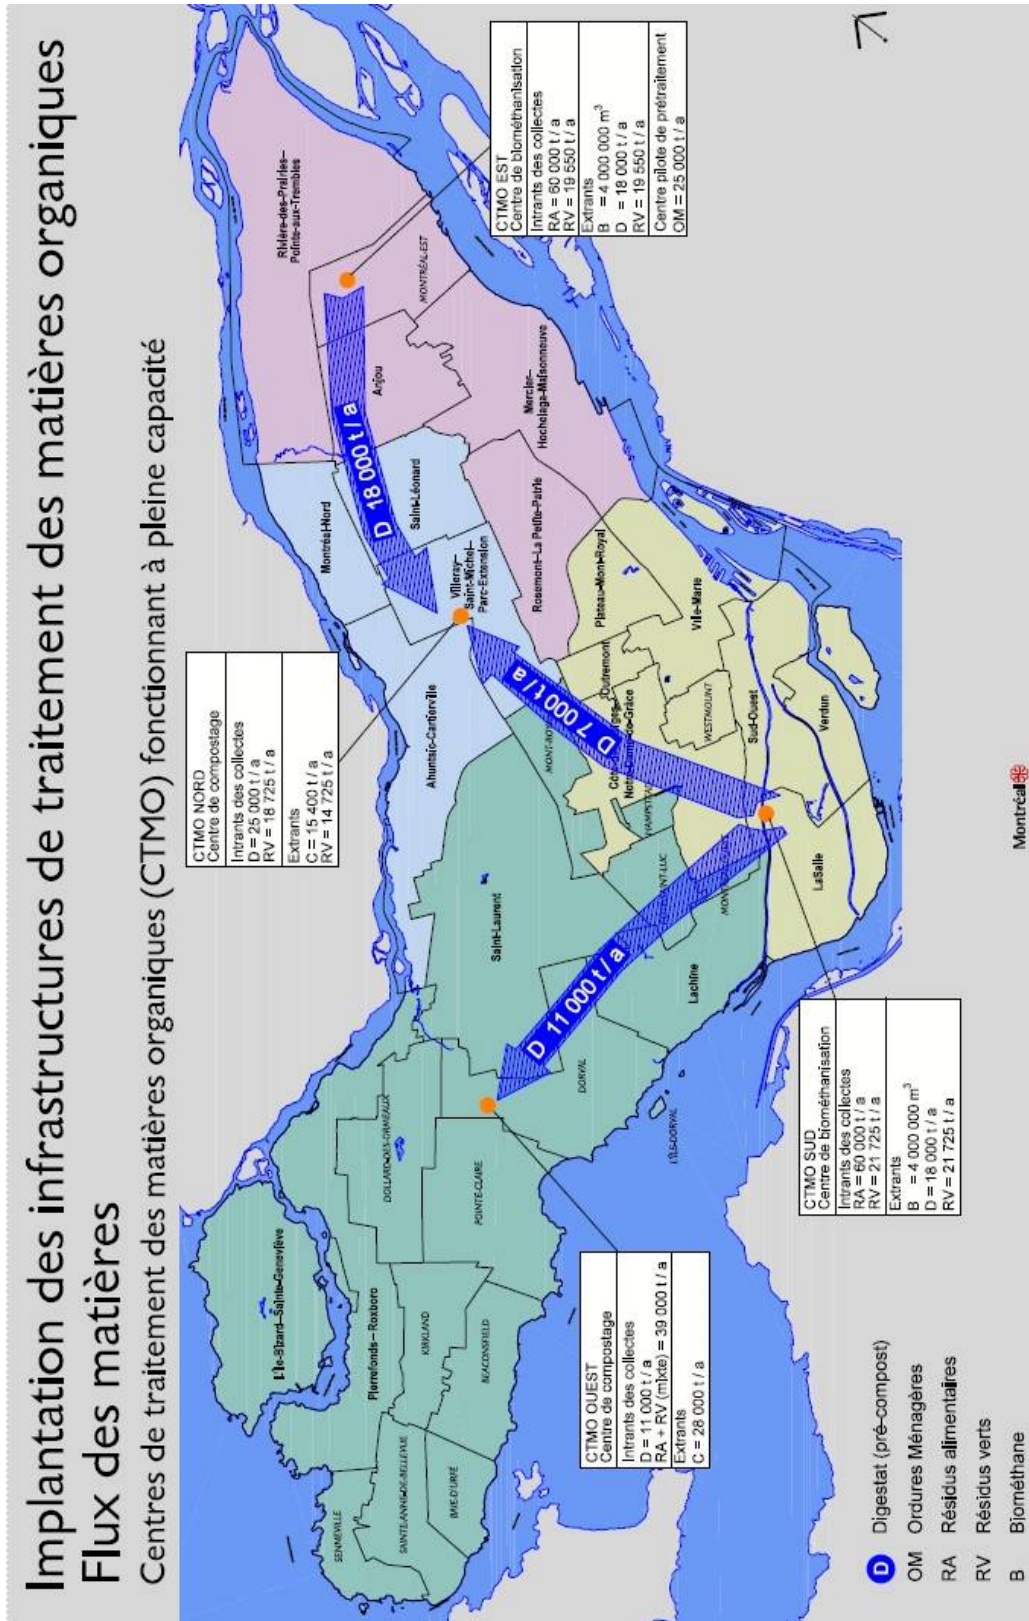 Implantation des infrastructures de traitement des matières organiques
Flux des matières
Centres de traitement des matières organiques (CTMO) fonctionnant à pleine capacité
CTMO NORD
Centre de compostage
Intrants des collectes
D = 25 000 t / a
RV = 18 725 t / a
Extrants
C = 15 400 t / a
RV = 14 725 t / a
CTMO EST
Centre de biométhanisation
Intrants des collectes
RA = 60 000 t / a
RV = 19 550 t / a
Extrants
B = 4 000 000 m³
D = 18 000 t / a
RV = 19 550 t / a
Centre pilote de prétraitement
OM = 25 000 t / a
CTMO OUEST
Centre de compostage
Intrants des collectes
D = 11 000 t / a
RA + RV (mixte) = 39 000 t / a
Extrants
C = 28 000 t / a
CTMO SUD
Centre de biométhanisation
Intrants des collectes
RA = 60 000 t / a
RV = 21 725 t / a
Extrants
B = 4 000 000 m³
D = 18 000 t / a
RV = 21 725 t / a
D 18 000 t / a
D 7 000 t / a
D 11 000 t / a
L'Île-Bizard–Sainte-Geneviève
Pierrefonds–Roxboro
SENNEVILLE
SAINTE-ANNE-DE-BELLEVUE
BAIE-D'URFÉ
KIRKLAND
BEACONSFIELD
DOLLARD-DES-ORMEAUX
POINTE-CLAIRE
DORVAL
L'ÎLE-DORVAL
Saint-Laurent
Lachine
LaSalle
Verdun
Sud-Ouest
WESTMOUNT
Ville-Marie
Outremont
Notre-Dame-de-Grâce
Plateau-Mont-Royal
Rosemont–La Petite-Patrie
Villeray–
Saint-Michel–
Parc-Extension
Ahuntsic-Cartierville
Montréal-Nord
Saint-Léonard
Anjou
MONTRÉAL-EST
Mercier–
Hochelaga-Maisonneuve
Rivière-des-Prairies–
Pointe-aux-Trembles
D Digestat (pré-compost)
OM Ordures Ménagères
RA Résidus alimentaires
RV Résidus verts
B Biométhane
Montréal